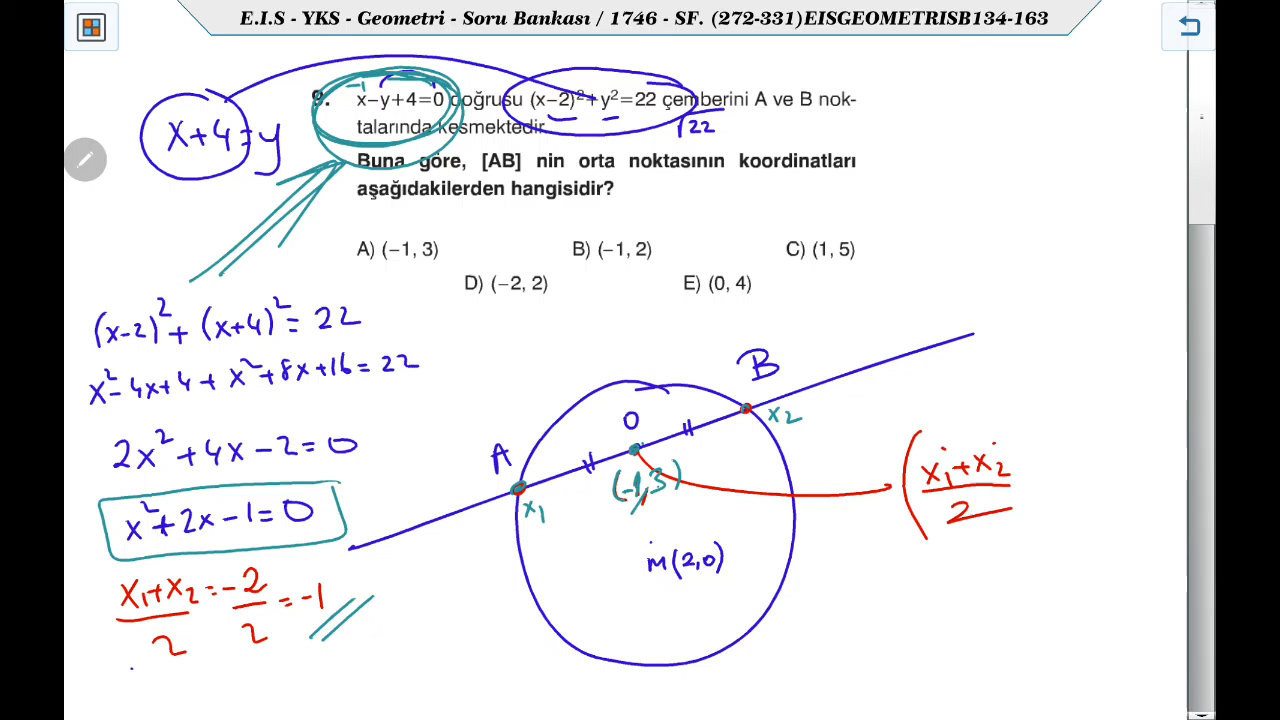 E.I.S - YKS - Geometri - Soru Bankası / 1746 - SF. (272-331)EISGEOMETRISB134-163
9. x−y+4=0 doğrusu (x−2)²+y²=22 çemberini A ve B nok-
talarında kesmektedir.
Buna göre, [AB] nin orta noktasının koordinatları
aşağıdakilerden hangisidir?
A) (−1, 3) B) (−1, 2) C) (1, 5)
D) (−2, 2) E) (0, 4)
-1
√22
x+4=y
(x-2)²+(x+4)²=22
x²-4x+4+x²+8x+16=22
2x²+4x-2=0
x²+2x-1=0
x₁+x₂/2=-2/2=-1
B
x₂
O
A
x₁
(-1,3)
(x₁+x₂/2
m(2,0)